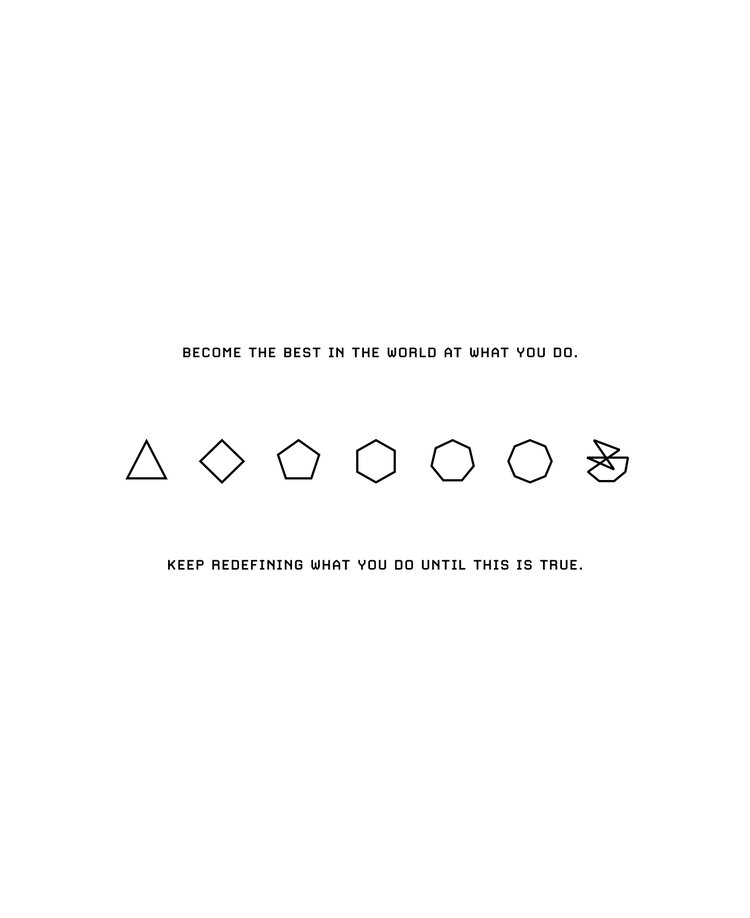 BECOME THE BEST IN THE WORLD AT WHAT YOU DO.
KEEP REDEFINING WHAT YOU DO UNTIL THIS IS TRUE.